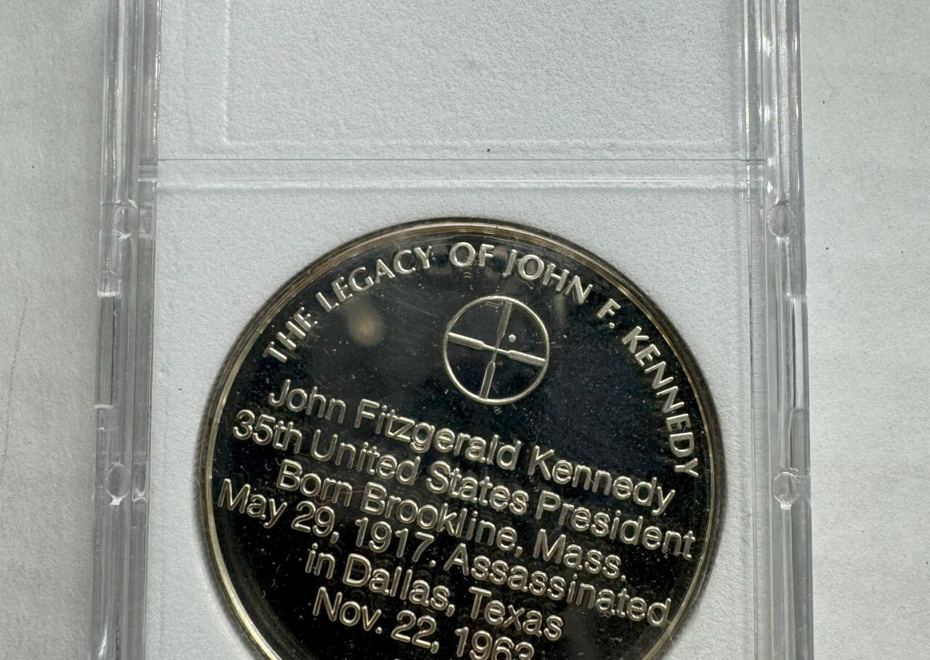 THE LEGACY OF JOHN F. KENNEDY
John Fitzgerald Kennedy
35th United States President
Born Brookline, Mass.
May 29, 1917. Assassinated
in Dallas, Texas
Nov. 22, 1963